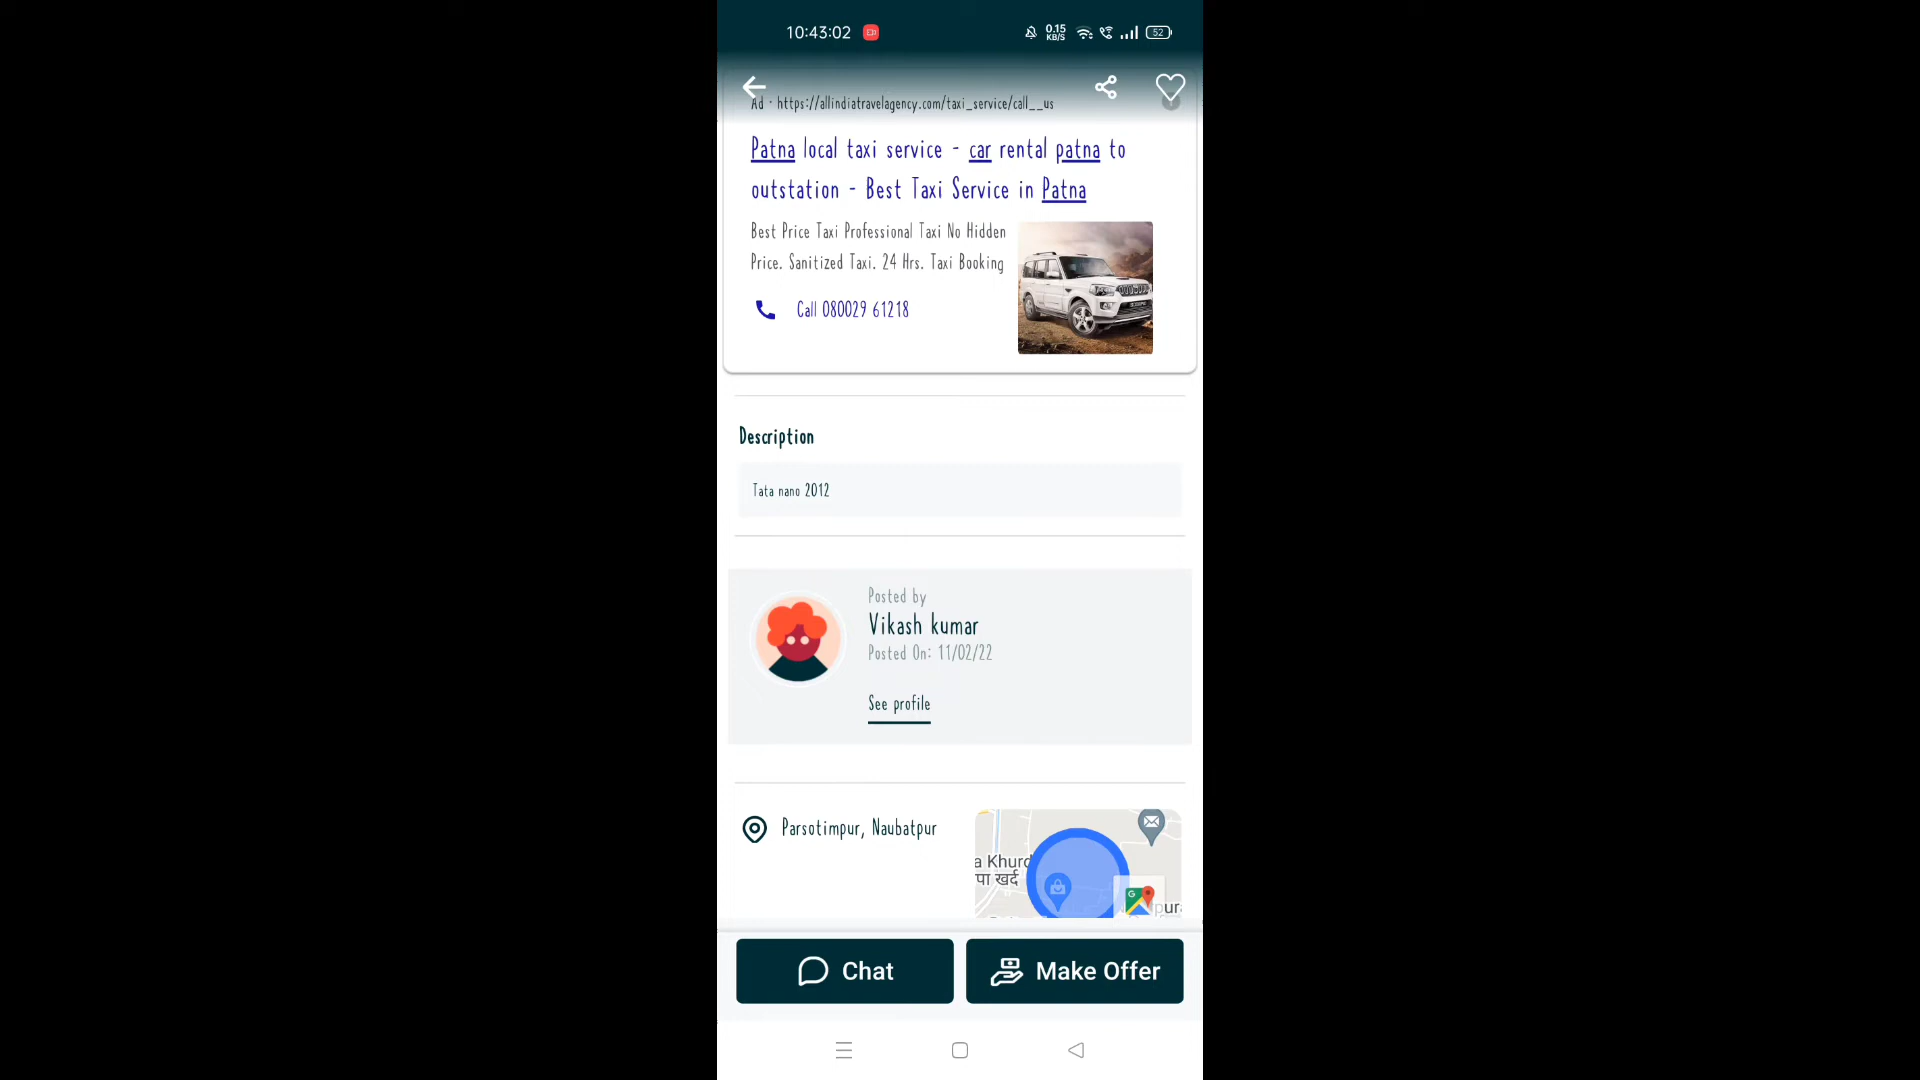 10:43:02
0.15 KB/S
52
Ad · https://allindiatravelagency.com/taxi_service/call__us
Patna local taxi service - car rental patna to
outstation - Best Taxi Service in Patna
Best Price Taxi Professional Taxi No Hidden
Price. Sanitized Taxi. 24 Hrs. Taxi Booking
Call 080029 61218
Description
Tata nano 2012
Posted by
Vikash kumar
Posted On: 11/02/22
See profile
Parsotimpur, Naubatpur
a Khurd
पा खर्द
G
pura
Chat
Make Offer